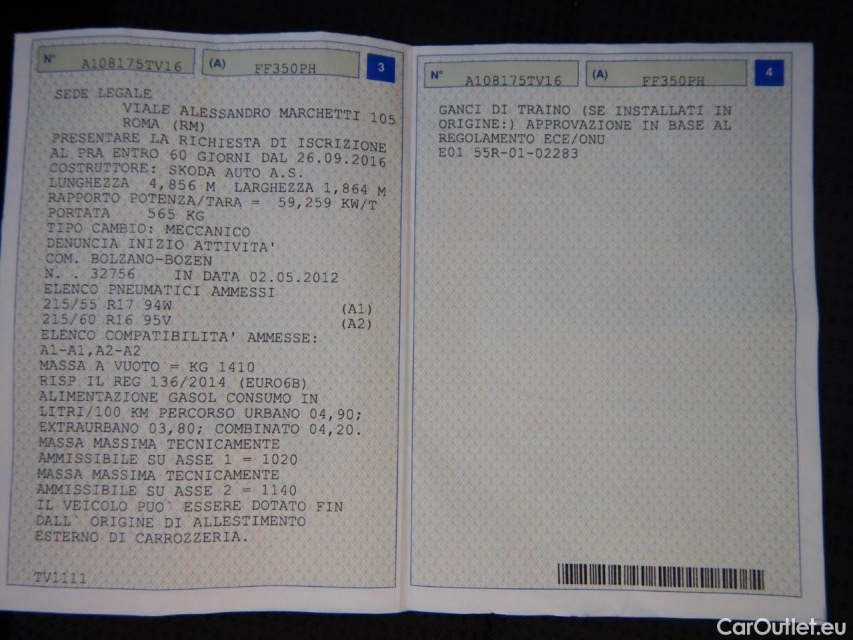 N° A108175TV16 (A) FF350PH 3
SEDE LEGALE
VIALE ALESSANDRO MARCHETTI 105
ROMA (RM)
PRESENTARE LA RICHIESTA DI ISCRIZIONE
AL PRA ENTRO 60 GIORNI DAL 26.09.2016
COSTRUTTORE: SKODA AUTO A.S.
LUNGHEZZA 4,856 M LARGHEZZA 1,864 M
RAPPORTO POTENZA/TARA = 59,259 KW/T
PORTATA 565 KG
TIPO CAMBIO: MECCANICO
DENUNCIA INIZIO ATTIVITA'
COM. BOLZANO-BOZEN
N. . 32756 IN DATA 02.05.2012
ELENCO PNEUMATICI AMMESSI
215/55 R17 94W (A1)
215/60 R16 95V (A2)
ELENCO COMPATIBILITA' AMMESSE:
A1-A1,A2-A2
MASSA A VUOTO = KG 1410
RISP IL REG 136/2014 (EURO6B)
ALIMENTAZIONE GASOL CONSUMO IN
LITRI/100 KM PERCORSO URBANO 04,90;
EXTRAURBANO 03,80; COMBINATO 04,20.
MASSA MASSIMA TECNICAMENTE
AMMISSIBILE SU ASSE 1 = 1020
MASSA MASSIMA TECNICAMENTE
AMMISSIBILE SU ASSE 2 = 1140
IL VEICOLO PUO` ESSERE DOTATO FIN
DALL` ORIGINE DI ALLESTIMENTO
ESTERNO DI CARROZZERIA.
TV1111
N° A108175TV16 (A) FF350PH 4
GANCI DI TRAINO (SE INSTALLATI IN
ORIGINE:) APPROVAZIONE IN BASE AL
REGOLAMENTO ECE/ONU
E01 55R-01-02283
CarOutlet.eu